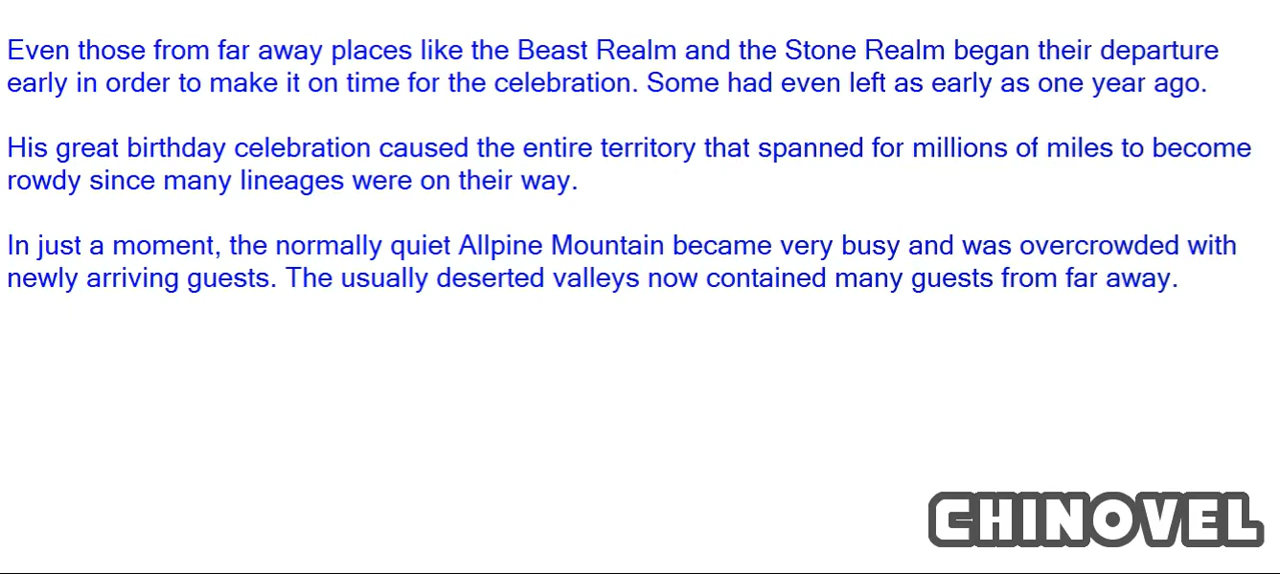 Even those from far away places like the Beast Realm and the Stone Realm began their departure
early in order to make it on time for the celebration. Some had even left as early as one year ago.
His great birthday celebration caused the entire territory that spanned for millions of miles to become
rowdy since many lineages were on their way.
In just a moment, the normally quiet Allpine Mountain became very busy and was overcrowded with
newly arriving guests. The usually deserted valleys now contained many guests from far away.
CHINOVEL